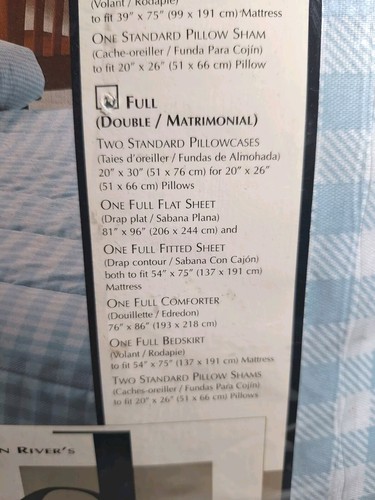 (Volant / Rodapie)
to fit 39" x 75" (99 x 191 cm) Mattress
ONE STANDARD PILLOW SHAM
(Cache-oreiller / Funda Para Cojín)
to fit 20" x 26" (51 x 66 cm) Pillow
FULL
(DOUBLE / MATRIMONIAL)
TWO STANDARD PILLOWCASES
(Taies d'oreiller / Fundas de Almohada)
20" x 30" (51 x 76 cm) for 20" x 26"
(51 x 66 cm) Pillows
ONE FULL FLAT SHEET
(Drap plat / Sabana Plana)
81" x 96" (206 x 244 cm) and
ONE FULL FITTED SHEET
(Drap contour / Sabana Con Cajón)
both to fit 54" x 75" (137 x 191 cm)
Mattress
ONE FULL COMFORTER
(Douillette / Edredon)
76" x 86" (193 x 218 cm)
ONE FULL BEDSKIRT
(Volant / Rodapie)
to fit 54" x 75" (137 x 191 cm) Mattress
TWO STANDARD PILLOW SHAMS
(Caches-oreiller / Fundas Para Cojín)
to fit 20" x 26" (51 x 66 cm) Pillows
N RIVER'S